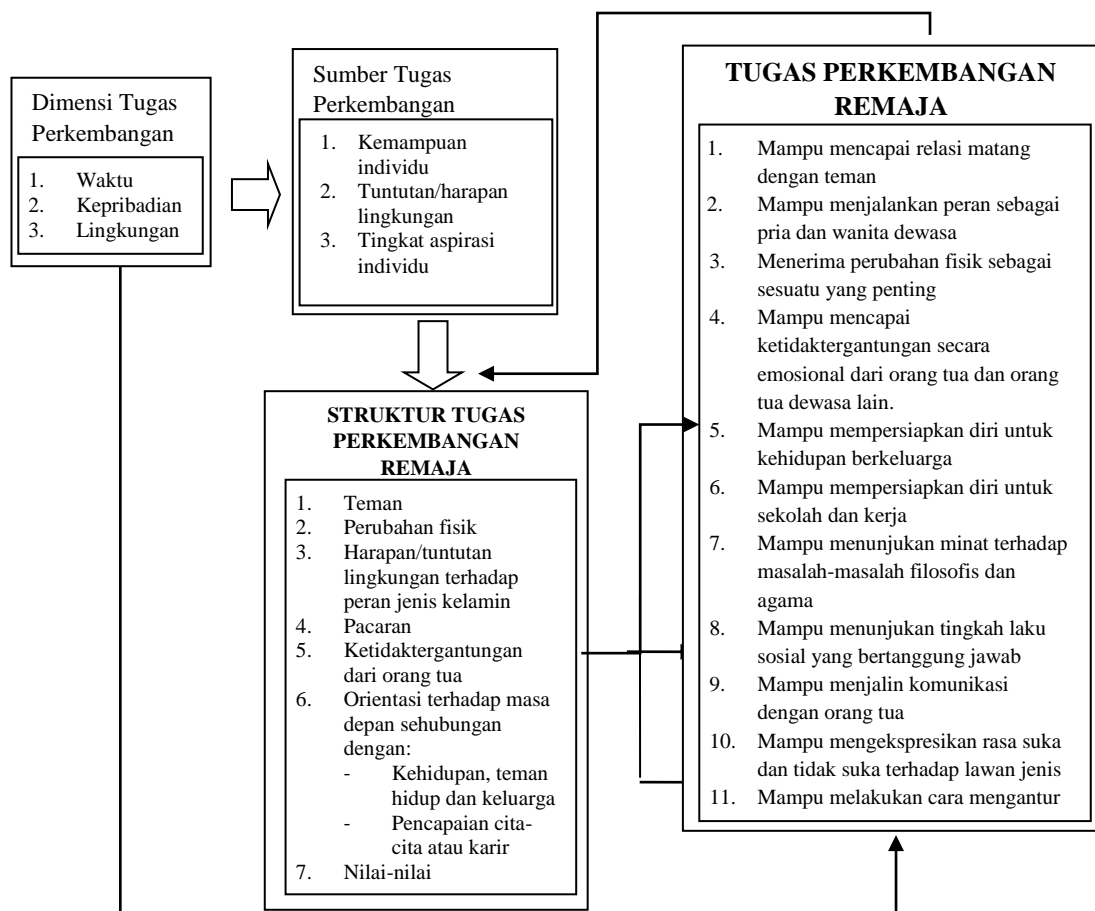 Dimensi Tugas
Perkembangan
1. Waktu
2. Kepribadian
3. Lingkungan
Sumber Tugas
Perkembangan
1. Kemampuan
individu
2. Tuntutan/harapan
lingkungan
3. Tingkat aspirasi
individu
STRUKTUR TUGAS
PERKEMBANGAN
REMAJA
1. Teman
2. Perubahan fisik
3. Harapan/tuntutan
lingkungan terhadap
peran jenis kelamin
4. Pacaran
5. Ketidaktergantungan
dari orang tua
6. Orientasi terhadap masa
depan sehubungan
dengan:
- Kehidupan, teman
hidup dan keluarga
- Pencapaian cita-
cita atau karir
7. Nilai-nilai
TUGAS PERKEMBANGAN
REMAJA
1. Mampu mencapai relasi matang
dengan teman
2. Mampu menjalankan peran sebagai
pria dan wanita dewasa
3. Menerima perubahan fisik sebagai
sesuatu yang penting
4. Mampu mencapai
ketidaktergantungan secara
emosional dari orang tua dan orang
tua dewasa lain.
5. Mampu mempersiapkan diri untuk
kehidupan berkeluarga
6. Mampu mempersiapkan diri untuk
sekolah dan kerja
7. Mampu menunjukan minat terhadap
masalah-masalah filosofis dan
agama
8. Mampu menunjukan tingkah laku
sosial yang bertanggung jawab
9. Mampu menjalin komunikasi
dengan orang tua
10. Mampu mengekspresikan rasa suka
dan tidak suka terhadap lawan jenis
11. Mampu melakukan cara mengantur